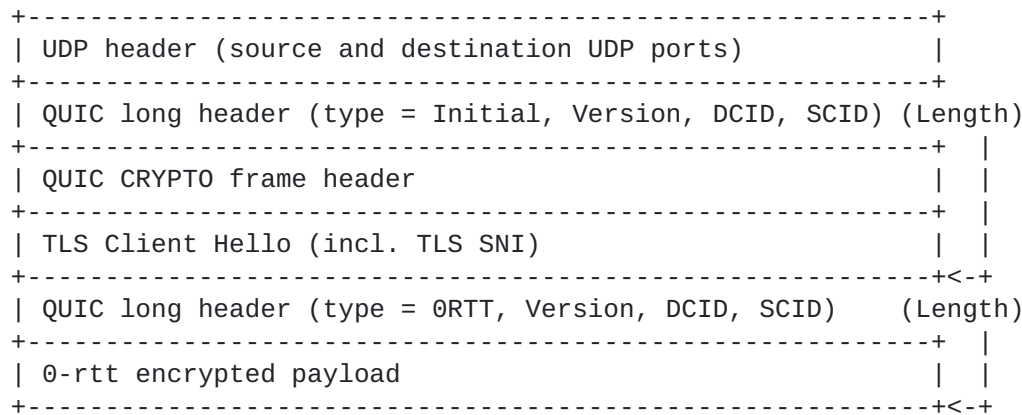 +----------------------------------------------------------+
| UDP header (source and destination UDP ports)            |
+----------------------------------------------------------+
| QUIC long header (type = Initial, Version, DCID, SCID) (Length)
+----------------------------------------------------------+  |
| QUIC CRYPTO frame header                                 |  |
+----------------------------------------------------------+  |
| TLS Client Hello (incl. TLS SNI)                         |  |
+----------------------------------------------------------+<-+
| QUIC long header (type = 0RTT, Version, DCID, SCID)    (Length)
+----------------------------------------------------------+  |
| 0-rtt encrypted payload                                  |  |
+----------------------------------------------------------+<-+